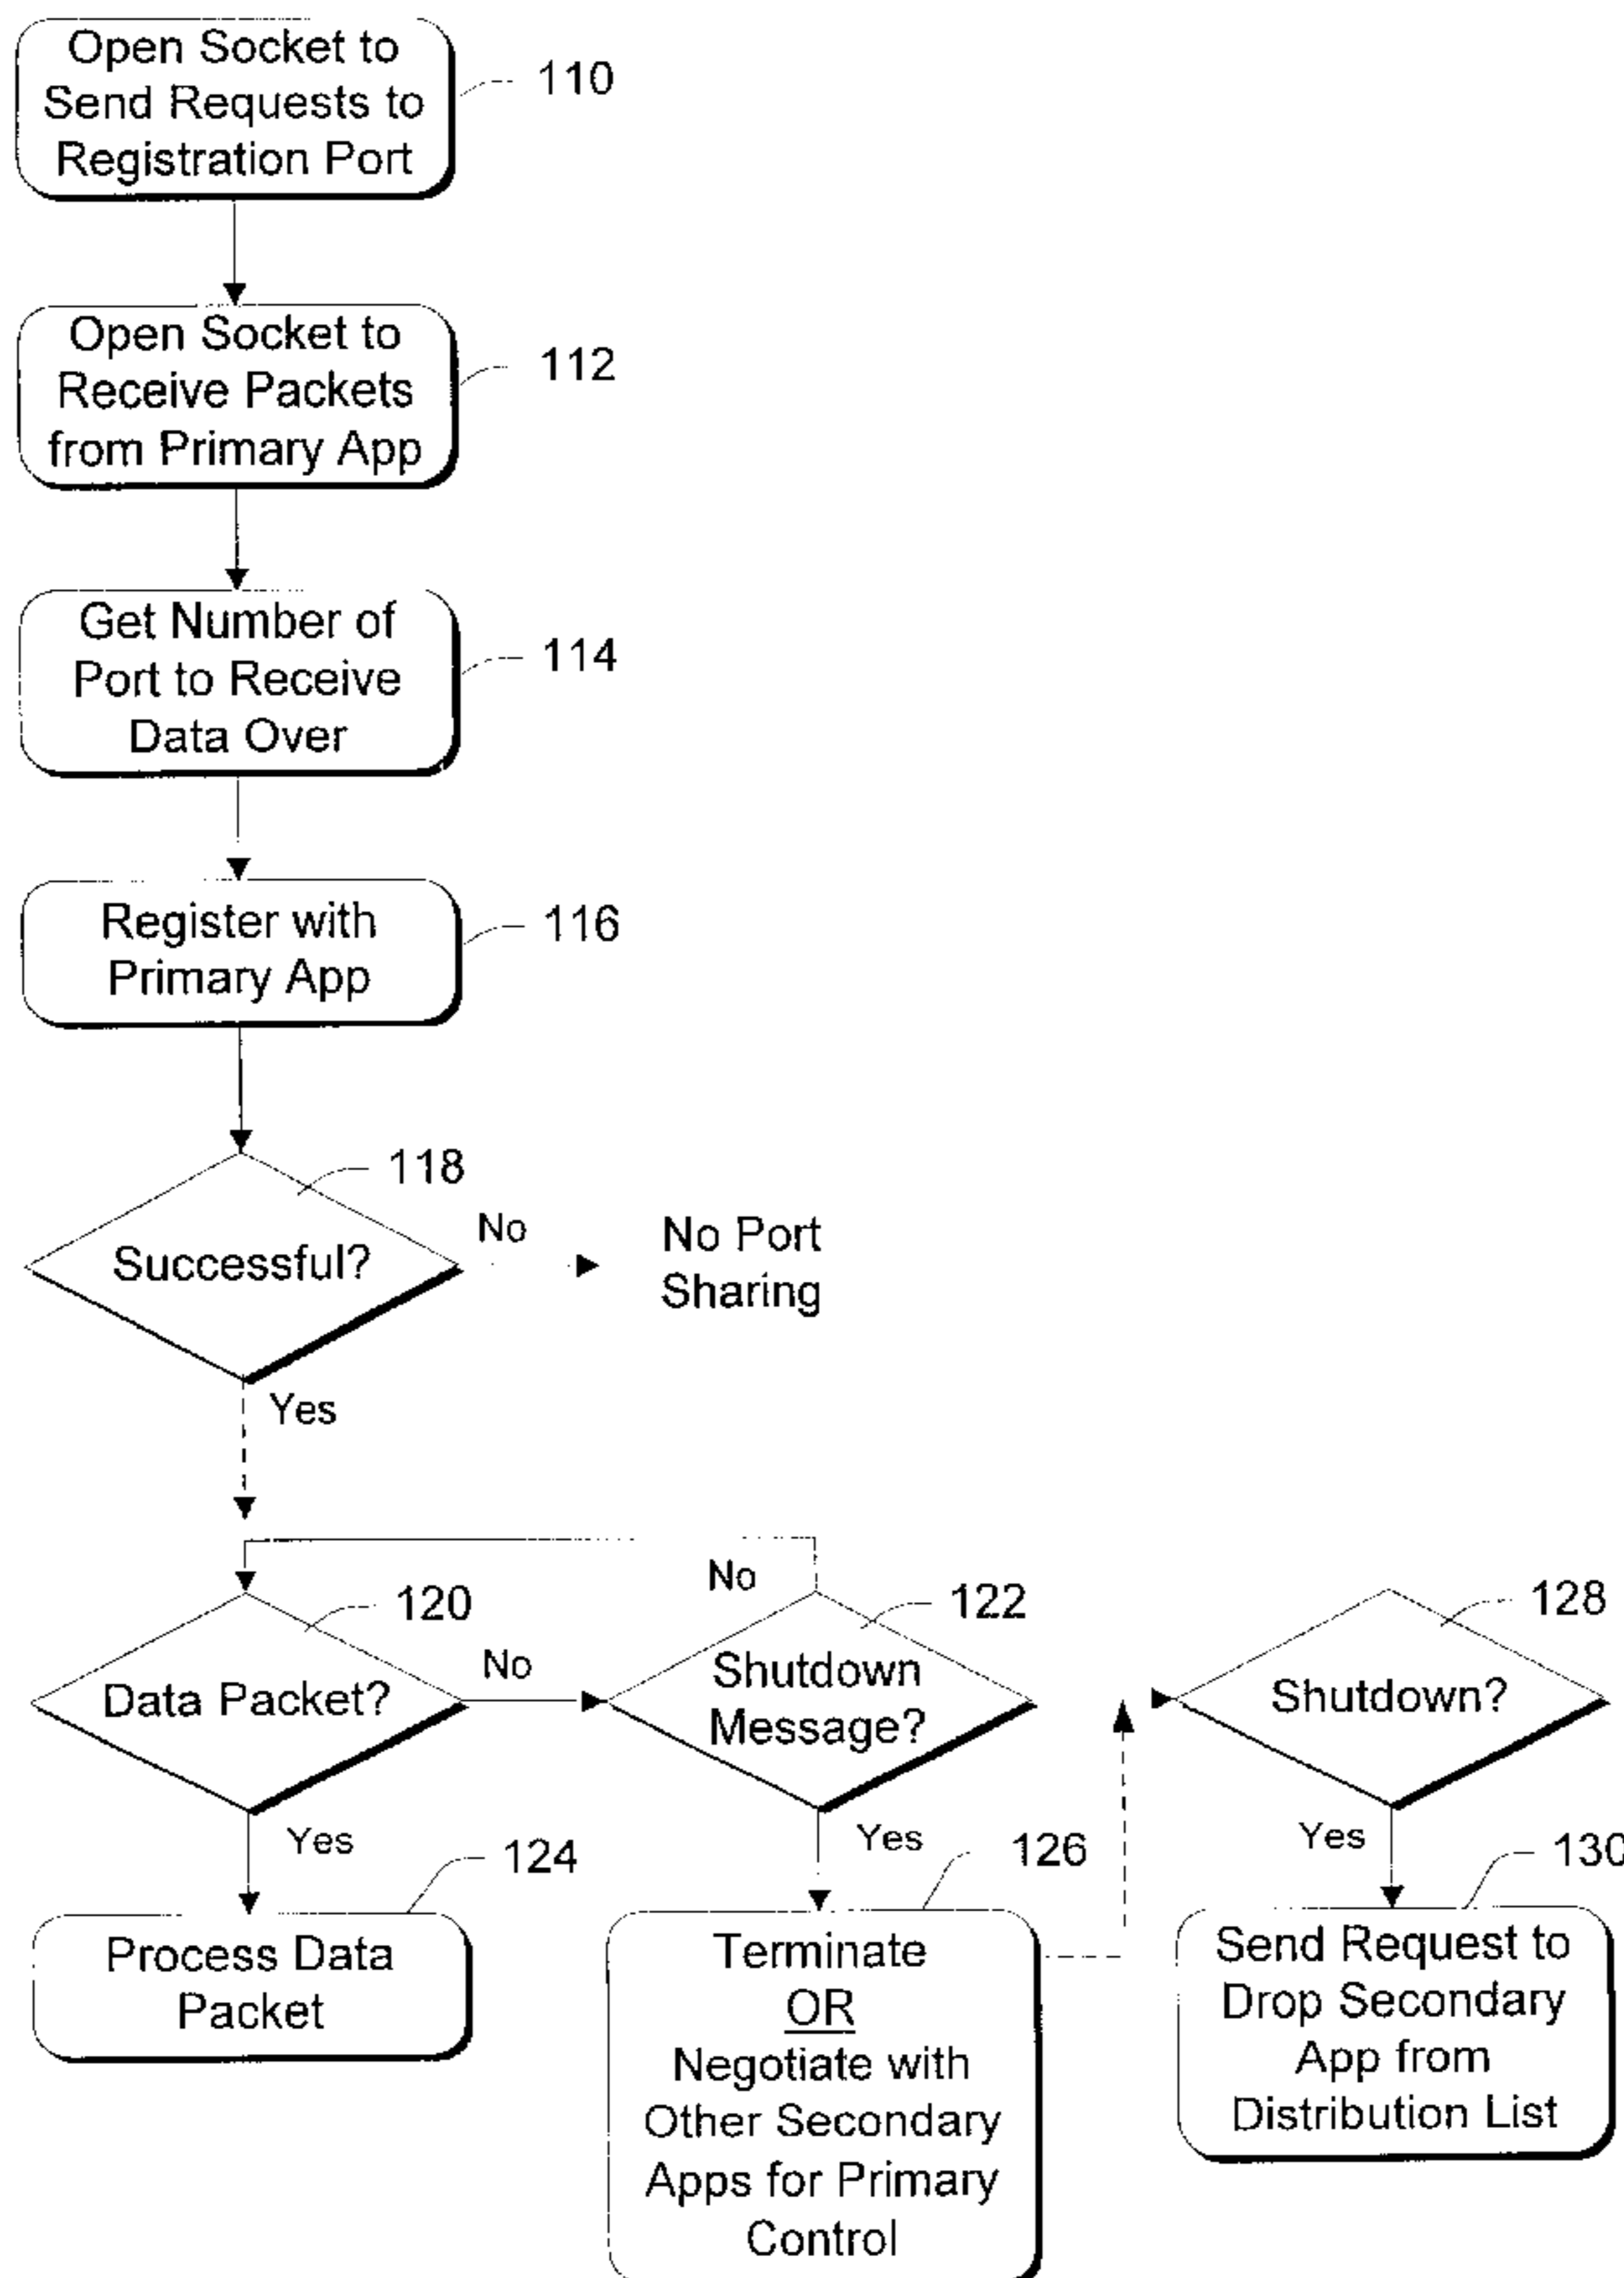 Open Socket to
Send Requests to
Registration Port
110
Open Socket to
Receive Packets
from Primary App
112
Get Number of
Port to Receive
Data Over
114
Register with
Primary App
116
118
Successful?
No
No Port
Sharing
Yes
No
120
122
128
Data Packet?
No
Shutdown
Message?
Shutdown?
Yes
124
Yes
126
Yes
130
Process Data
Packet
Terminate
OR
Negotiate with
Other Secondary
Apps for Primary
Control
Send Request to
Drop Secondary
App from
Distribution List